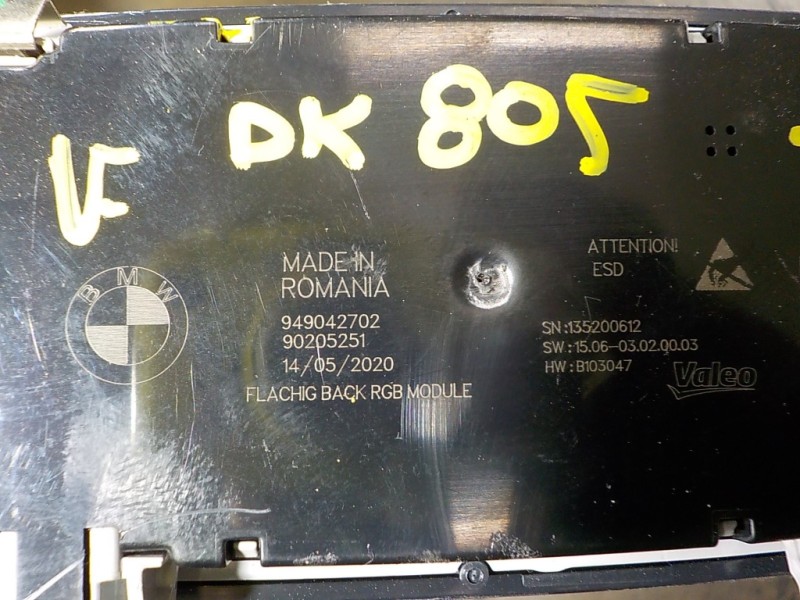 DK 805
VF
BMW
MADE IN
ROMANIA
949042702
90205251
14/05/2020
FLACHIG BACK RGB MODULE
ATTENTION!
ESD
SN:135200612
SW:15.06-03.02.00.03
HW:B103047
Valeo